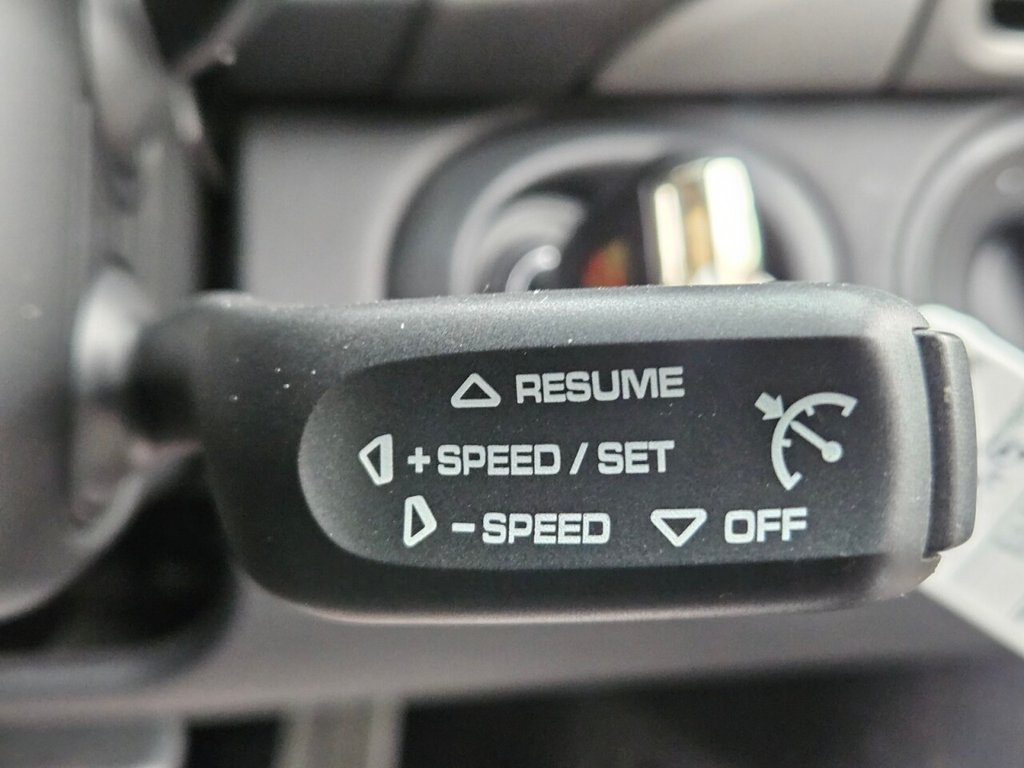 RESUME
+SPEED / SET
-SPEED OFF